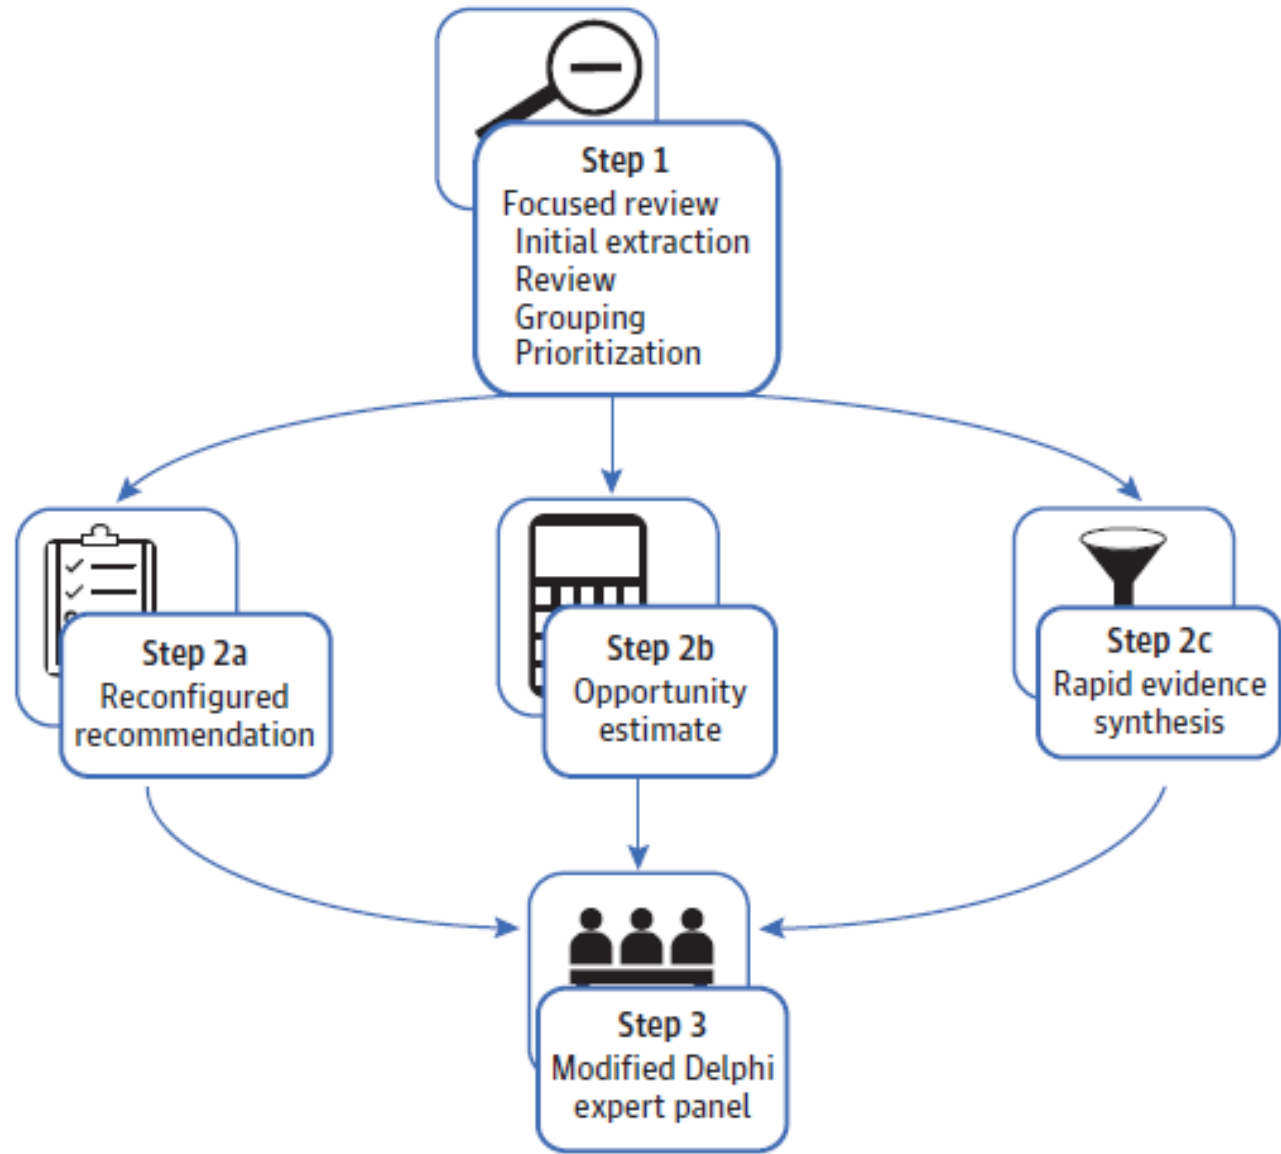 Step 1
Focused review
Initial extraction
Review
Grouping
Prioritization
Step 2a
Reconfigured
recommendation
Step 2b
Opportunity
estimate
Step 2c
Rapid evidence
synthesis
Step 3
Modified Delphi
expert panel